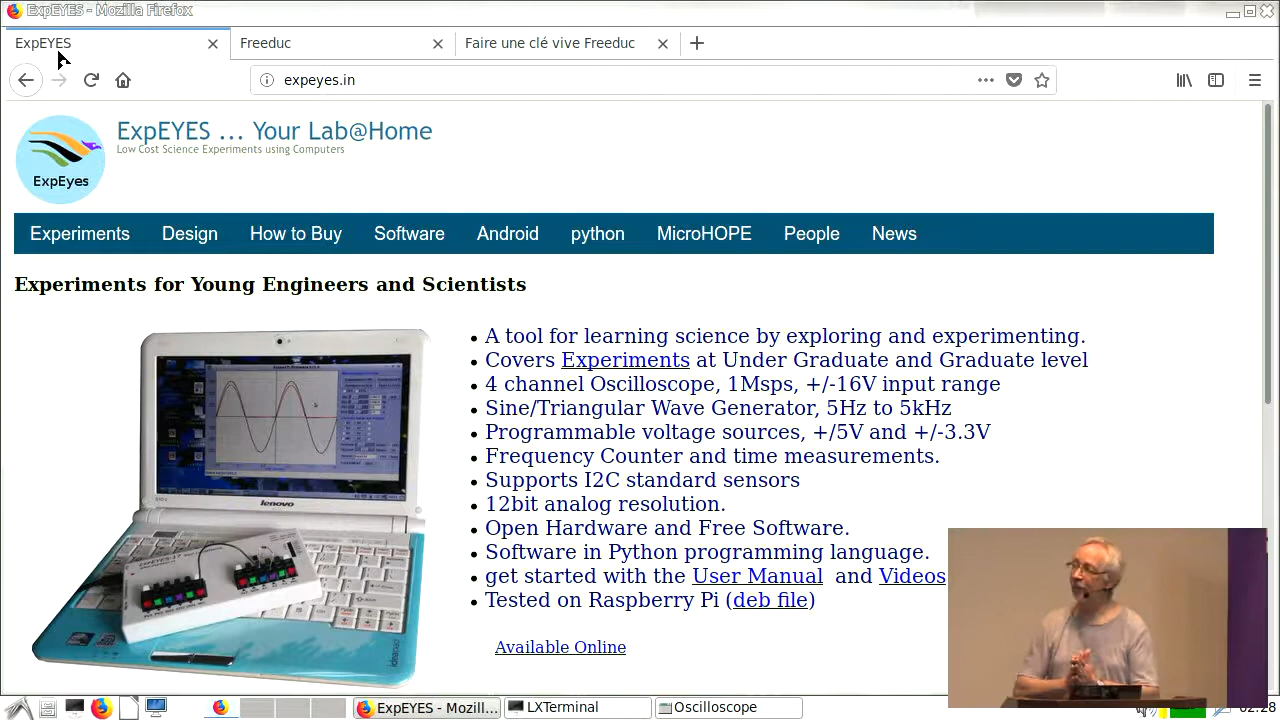 ExpEYES - Mozilla Firefox
ExpEYES
Freeduc
Faire une clé vive Freeduc
expeyes.in
ExpEYES ... Your Lab@Home
Low Cost Science Experiments using Computers
ExpEyes
Experiments Design How to Buy Software Android python MicroHOPE People News
Experiments for Young Engineers and Scientists
A tool for learning science by exploring and experimenting.
Covers Experiments at Under Graduate and Graduate level
4 channel Oscilloscope, 1Msps, +/-16V input range
Sine/Triangular Wave Generator, 5Hz to 5kHz
Programmable voltage sources, +/5V and +/-3.3V
Frequency Counter and time measurements.
Supports I2C standard sensors
12bit analog resolution.
Open Hardware and Free Software.
Software in Python programming language.
get started with the User Manual and Videos
Tested on Raspberry Pi (deb file)
Available Online
lenovo
ExpEYES-17
ideapad
ExpEYES - Mozill...
LXTerminal
Oscilloscope
02:28